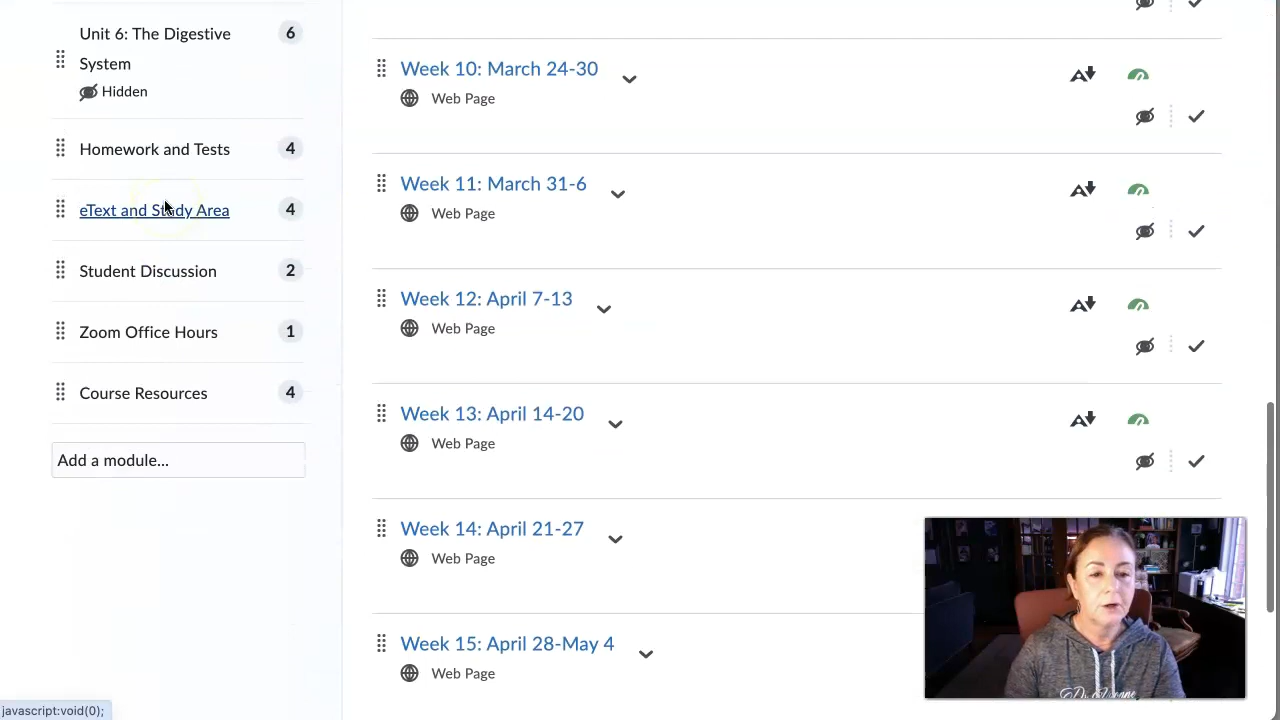 Unit 6: The Digestive
System
6
Hidden
Homework and Tests
4
eText and Study Area
4
Student Discussion
2
Zoom Office Hours
1
Course Resources
4
Add a module...
Week 10: March 24-30
Web Page
Week 11: March 31-6
Web Page
Week 12: April 7-13
Web Page
Week 13: April 14-20
Web Page
Week 14: April 21-27
Web Page
Week 15: April 28-May 4
Web Page
javascript:void(0);